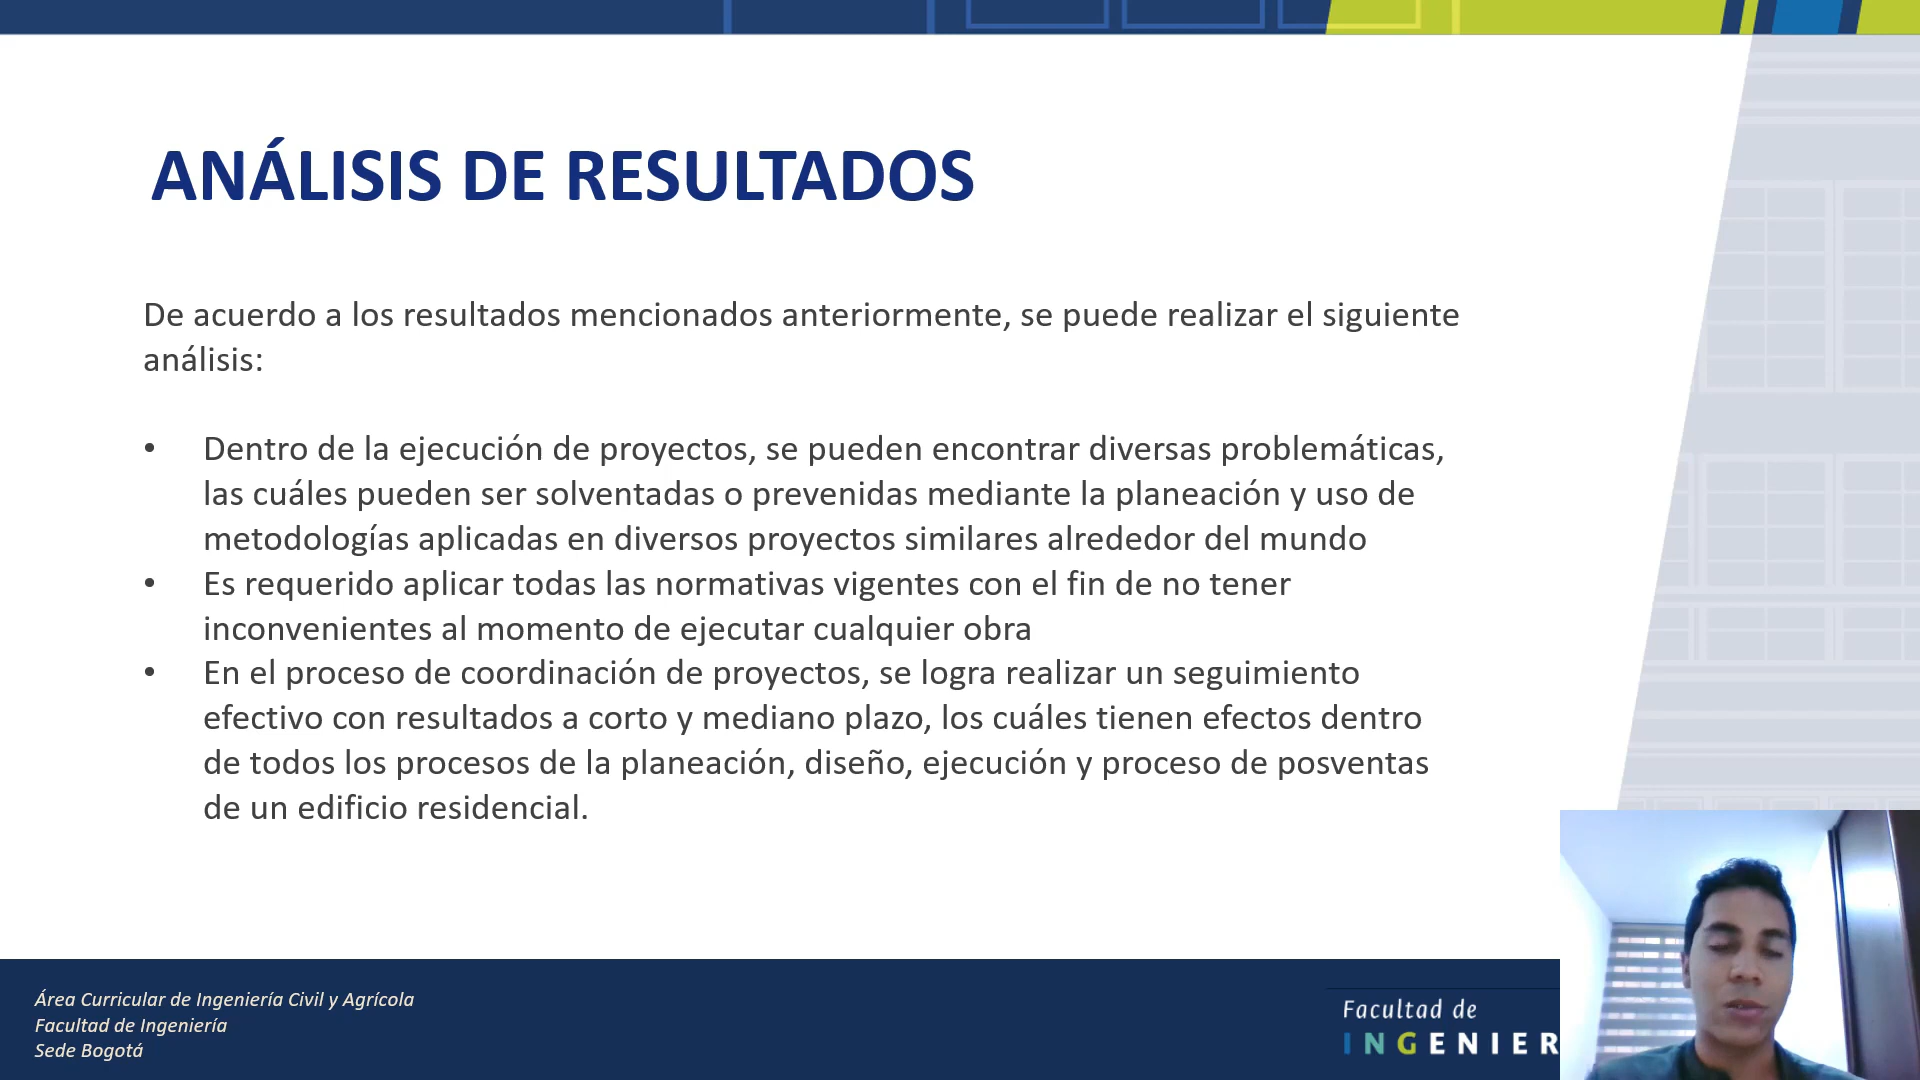 ANÁLISIS DE RESULTADOS
De acuerdo a los resultados mencionados anteriormente, se puede realizar el siguiente
análisis:
• Dentro de la ejecución de proyectos, se pueden encontrar diversas problemáticas,
las cuáles pueden ser solventadas o prevenidas mediante la planeación y uso de
metodologías aplicadas en diversos proyectos similares alrededor del mundo
• Es requerido aplicar todas las normativas vigentes con el fin de no tener
inconvenientes al momento de ejecutar cualquier obra
• En el proceso de coordinación de proyectos, se logra realizar un seguimiento
efectivo con resultados a corto y mediano plazo, los cuáles tienen efectos dentro
de todos los procesos de la planeación, diseño, ejecución y proceso de posventas
de un edificio residencial.
Área Curricular de Ingeniería Civil y Agrícola
Facultad de Ingeniería
Sede Bogotá
Facultad de
INGENIER